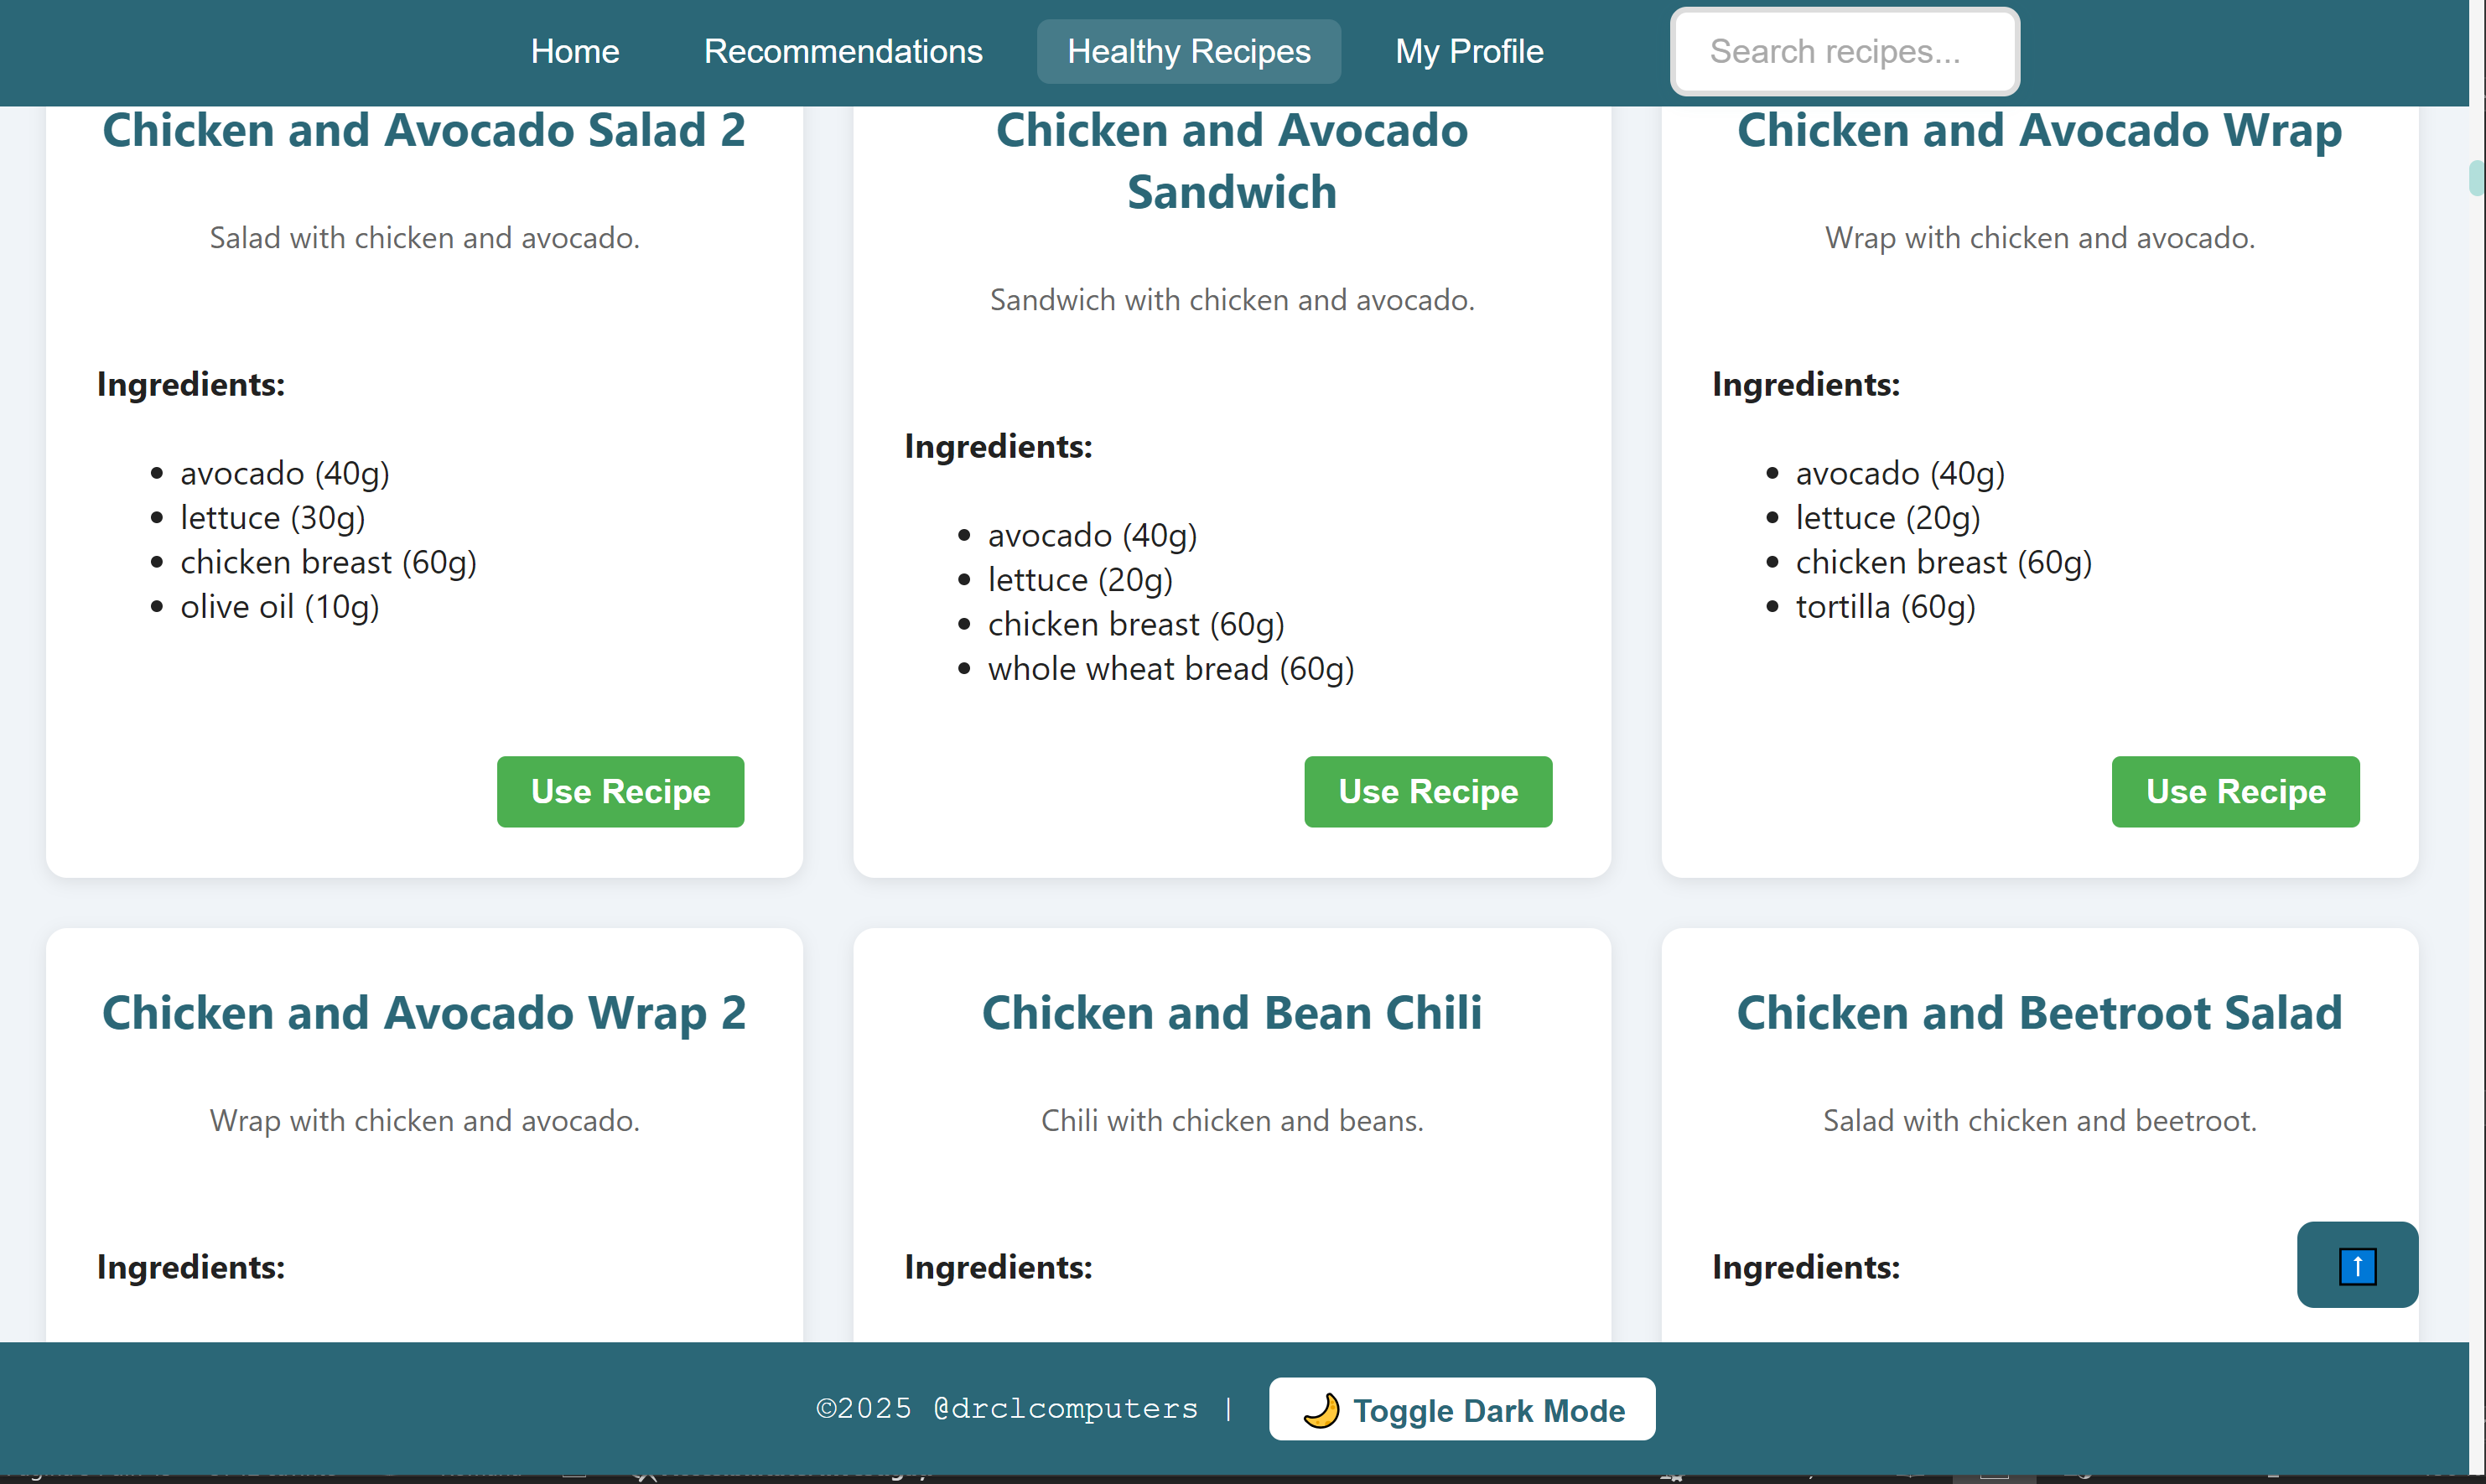 Home Recommendations Healthy Recipes My Profile Search recipes...
Chicken and Avocado Salad 2
Salad with chicken and avocado.
Ingredients:
avocado (40g)
lettuce (30g)
chicken breast (60g)
olive oil (10g)
Use Recipe
Chicken and Avocado
Sandwich
Sandwich with chicken and avocado.
Ingredients:
avocado (40g)
lettuce (20g)
chicken breast (60g)
whole wheat bread (60g)
Use Recipe
Chicken and Avocado Wrap
Wrap with chicken and avocado.
Ingredients:
avocado (40g)
lettuce (20g)
chicken breast (60g)
tortilla (60g)
Use Recipe
Chicken and Avocado Wrap 2
Wrap with chicken and avocado.
Ingredients:
Chicken and Bean Chili
Chili with chicken and beans.
Ingredients:
Chicken and Beetroot Salad
Salad with chicken and beetroot.
Ingredients:
©2025 @drclcomputers | Toggle Dark Mode